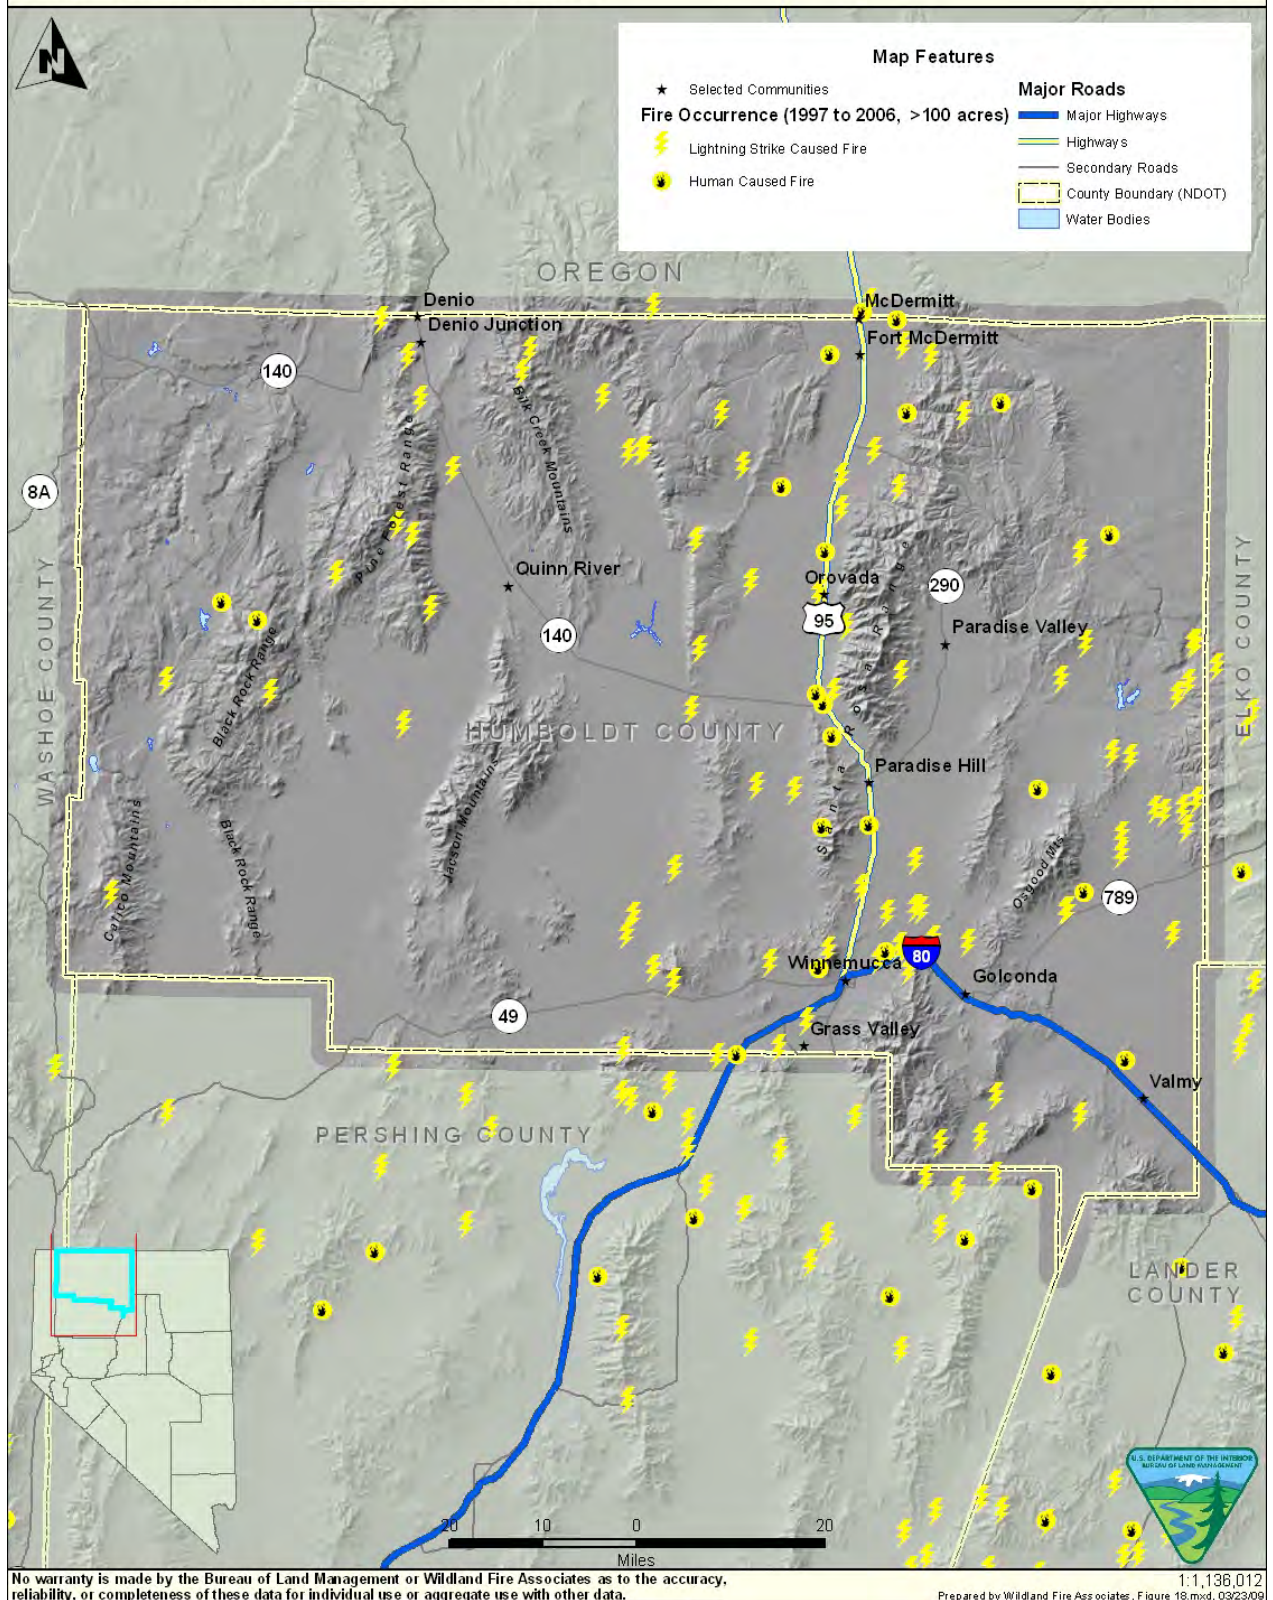 N
Map Features
Selected Communities
Fire Occurrence (1997 to 2006, >100 acres)
Lightning Strike Caused Fire
Human Caused Fire
Major Roads
Major Highways
Highways
Secondary Roads
County Boundary (NDOT)
Water Bodies
OREGON
Denio
Denio Junction
McDermitt
Fort McDermitt
140
8A
Bilk Creek Mountains
Pine Forest Range
Quinn River
Orovada
290
95
140
Paradise Valley
Santa Rosa Range
WASHOE COUNTY
ELKO COUNTY
Black Rock Range
HUMBOLDT COUNTY
Paradise Hill
Jacson Mountains
Calico Mountains
Black Rock Range
Osgood Mts.
789
Winnemucca
80
Golconda
49
Grass Valley
Valmy
PERSHING COUNTY
LANDER
COUNTY
U.S. DEPARTMENT OF THE INTERIOR
BUREAU OF LAND MANAGEMENT
20 10 0 20
Miles
No warranty is made by the Bureau of Land Management or Wildland Fire Associates as to the accuracy,
reliability, or completeness of these data for individual use or aggregate use with other data.
1:1,136,012
Prepared by Wildland Fire Associates, Figure 18.mxd, 03/23/09